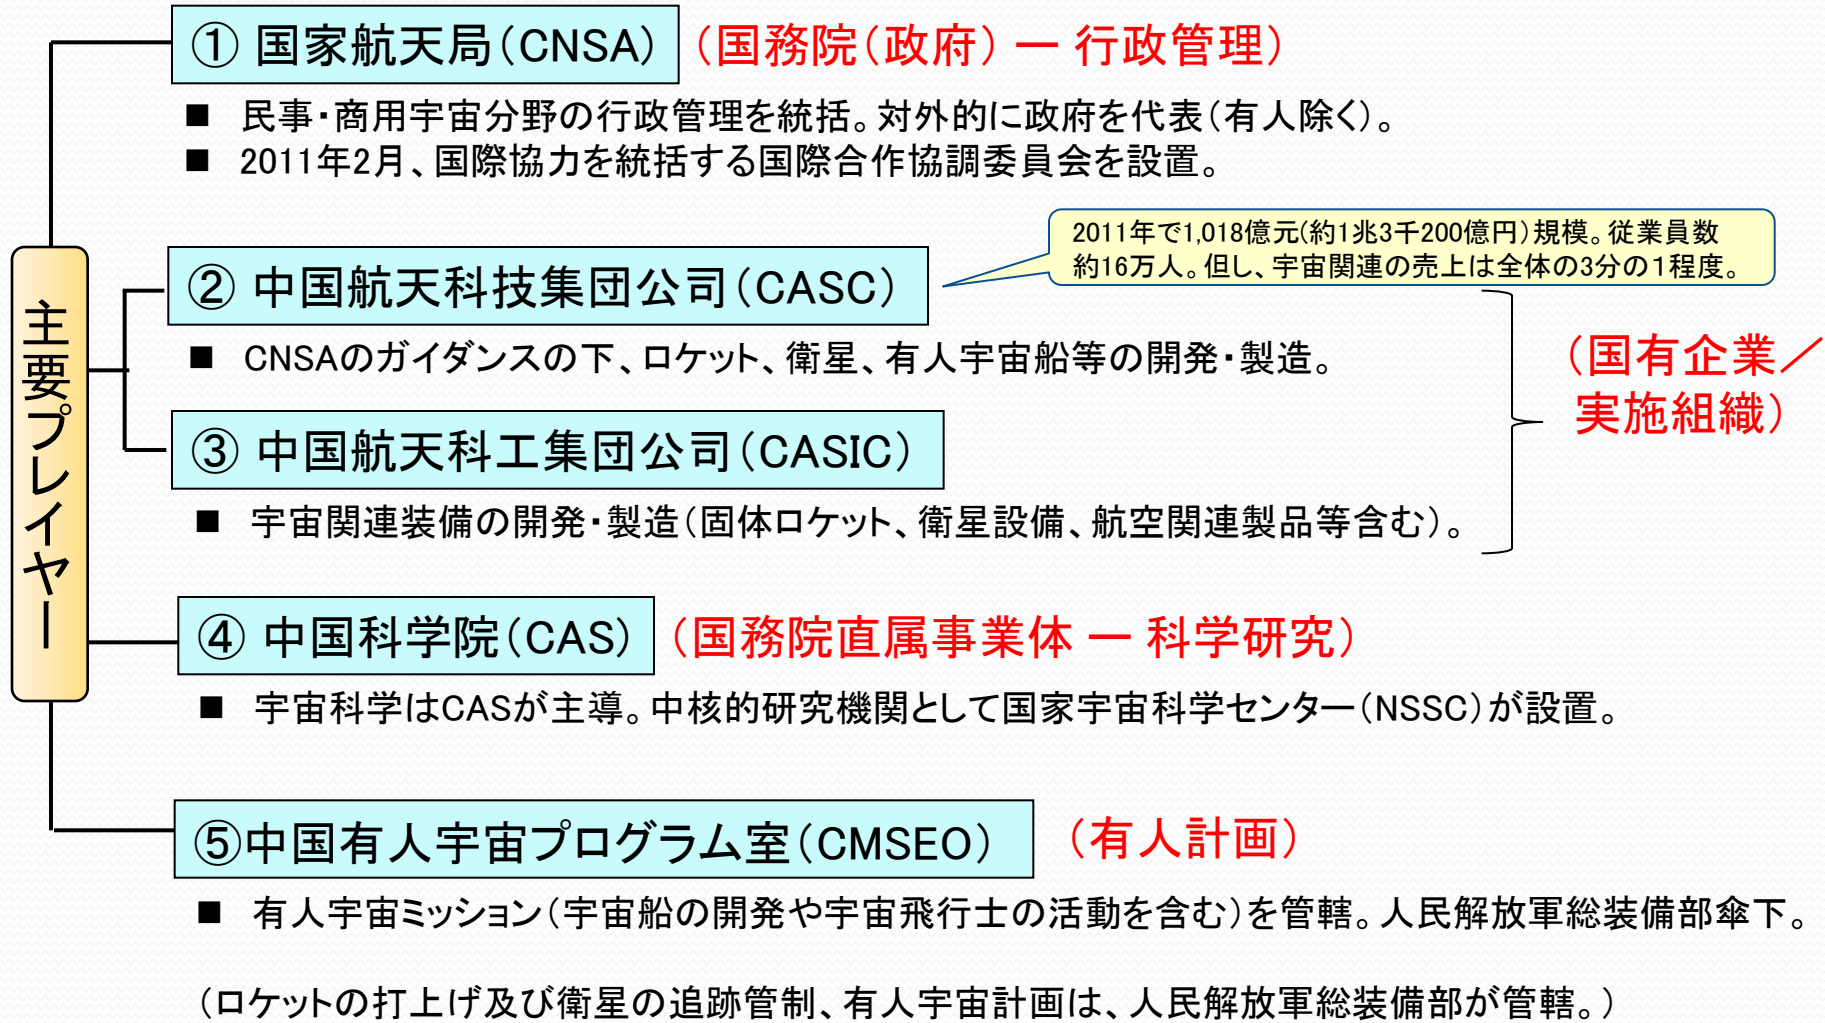 主要プレイヤー
① 国家航天局（CNSA） （国務院（政府） ー 行政管理）
■ 民事・商用宇宙分野の行政管理を統括。対外的に政府を代表（有人除く）。
■ 2011年2月、国際協力を統括する国際合作協調委員会を設置。
2011年で1,018億元(約1兆3千200億円）規模。従業員数
約16万人。但し、宇宙関連の売上は全体の3分の１程度。
② 中国航天科技集団公司（CASC）
■ CNSAのガイダンスの下、ロケット、衛星、有人宇宙船等の開発・製造。
（国有企業／
実施組織）
③ 中国航天科工集団公司（CASIC）
■ 宇宙関連装備の開発・製造（固体ロケット、衛星設備、航空関連製品等含む）。
④ 中国科学院（CAS） （国務院直属事業体 ー 科学研究）
■ 宇宙科学はCASが主導。中核的研究機関として国家宇宙科学センター（NSSC）が設置。
⑤中国有人宇宙プログラム室（CMSEO） （有人計画）
■ 有人宇宙ミッション（宇宙船の開発や宇宙飛行士の活動を含む）を管轄。人民解放軍総装備部傘下。
（ロケットの打上げ及び衛星の追跡管制、有人宇宙計画は、人民解放軍総装備部が管轄。）